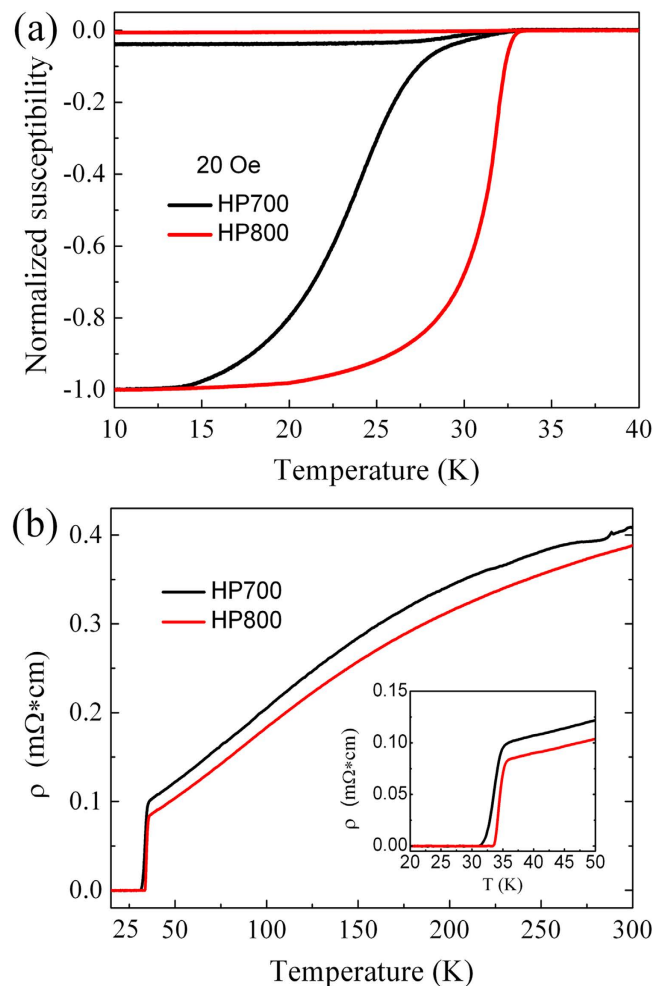 (a)
Normalized susceptibility
0.0
-0.2
-0.4
-0.6
-0.8
-1.0
20 Oe
HP700
HP800
10 15 20 25 30 35 40
Temperature (K)
(b)
ρ (mΩ*cm)
0.4
0.3
0.2
0.1
0.0
HP700
HP800
ρ (mΩ*cm)
0.15
0.10
0.05
0.00
20 25 30 35 40 45 50
T (K)
25 50 100 150 200 250 300
Temperature (K)